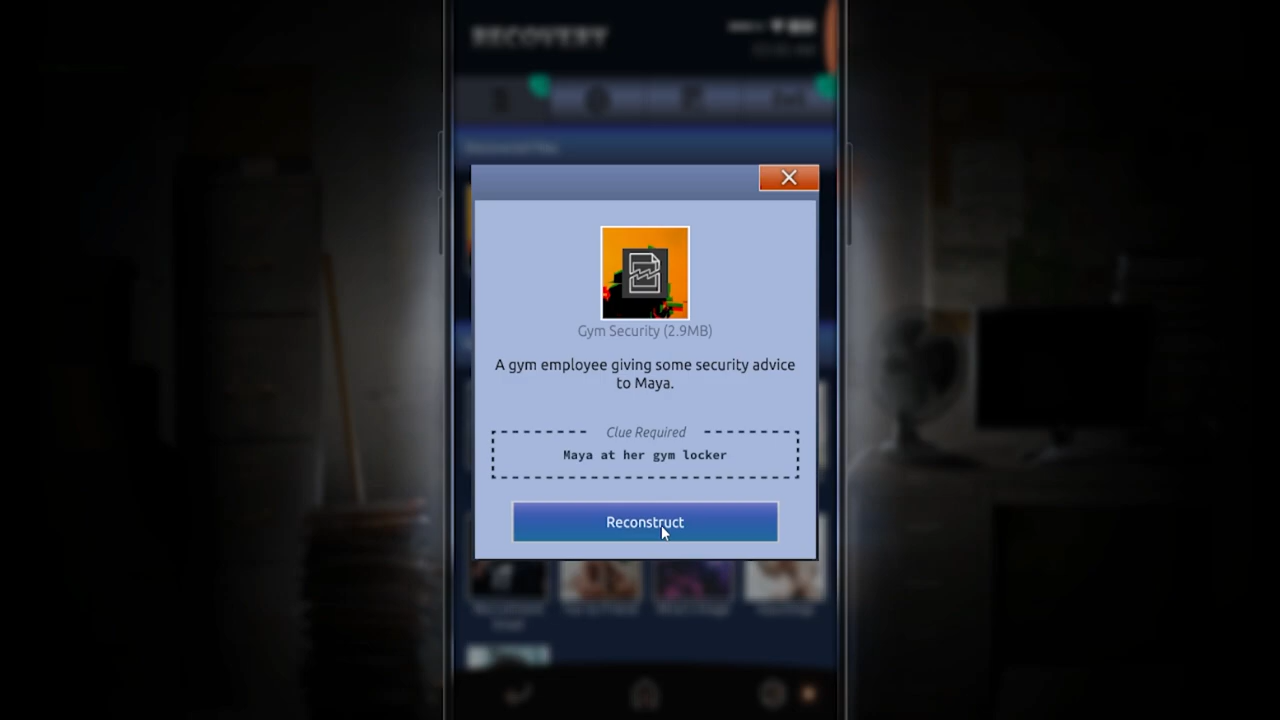 RECOVERY
Gym Security (2.9MB)
A gym employee giving some security advice
to Maya.
Clue Required
Maya at her gym locker
Reconstruct